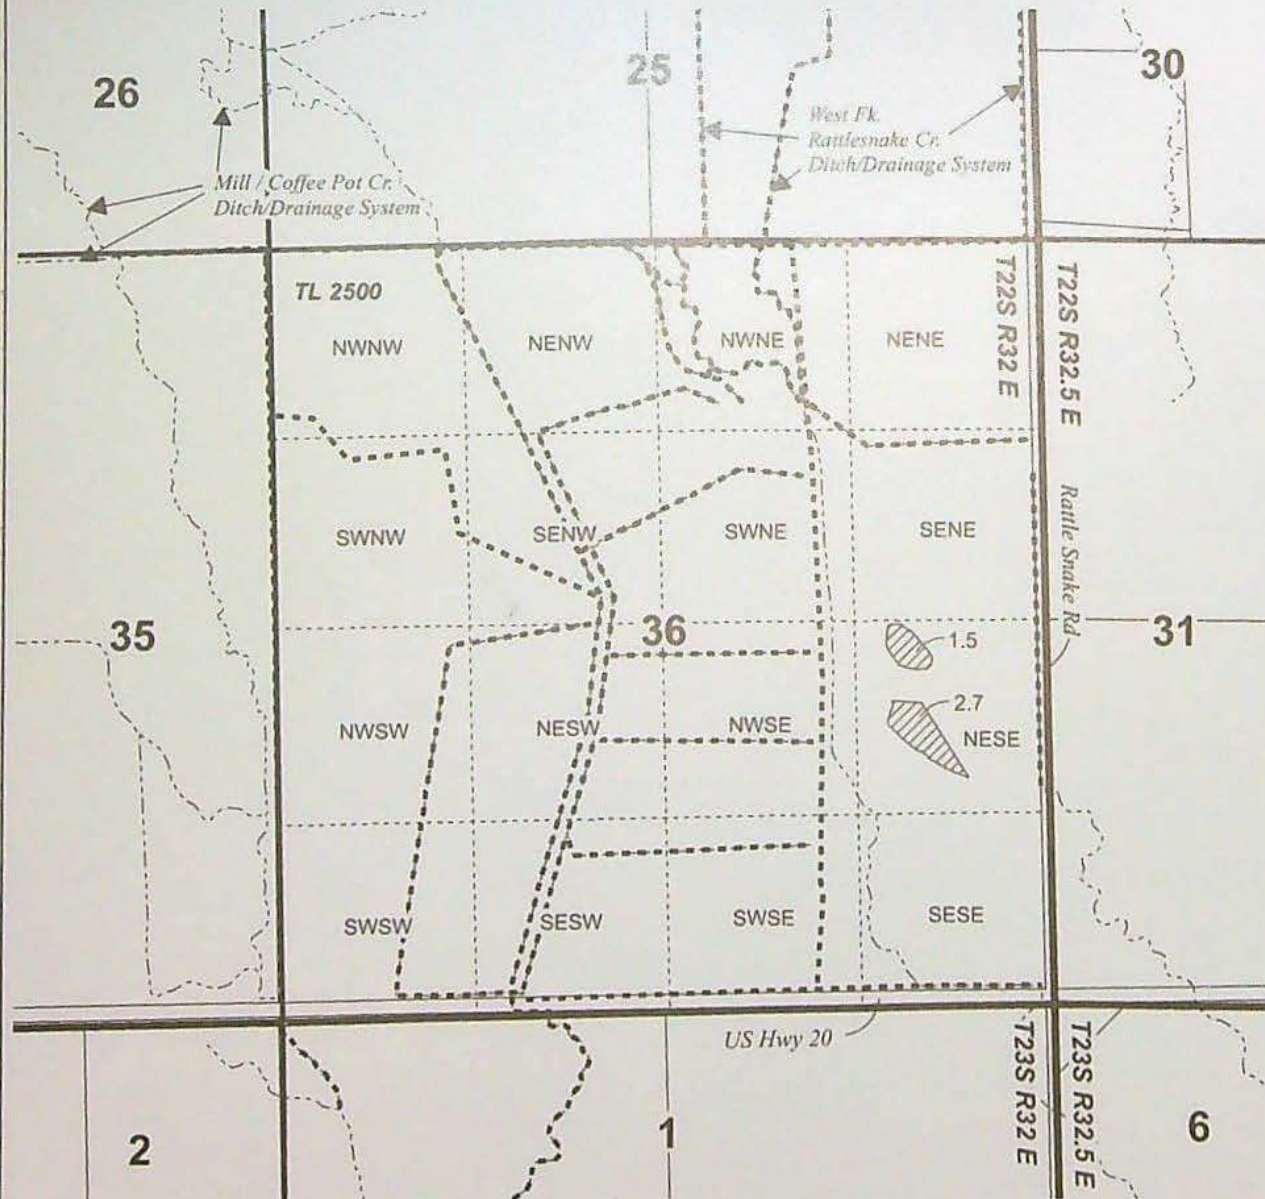 26
25
30
West Fk.
Rattlesnake Cr.
Ditch/Drainage System
Mill / Coffee Pot Cr.
Ditch/Drainage System
TL 2500
NWNW
NENW
NWNE
NENE
T22S R32 E
T22S R32.5 E
Rattle Snake Rd
SWNW
SENW
SWNE
SENE
35
36
31
1.5
2.7
NWSW
NESW
NWSE
NESE
SWSW
SESW
SWSE
SESE
US Hwy 20
T23S R32 E
T23S R32.5 E
2
1
6